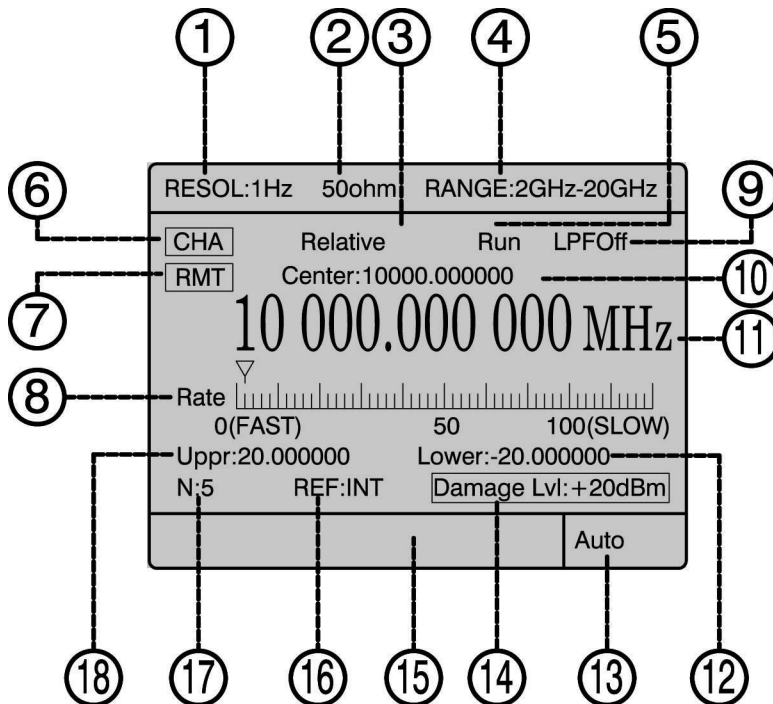 ① ② ③ ④ ⑤
RESOL:1Hz 50ohm RANGE:2GHz-20GHz
⑥ CHA Relative Run LPFOff ⑨
⑦ RMT Center:10000.000000 ⑩
10 000.000 000 MHz ⑪
⑧ Rate
0(FAST) 50 100(SLOW)
Uppr:20.000000 Lower:-20.000000
N:5 REF:INT Damage Lvl:+20dBm
Auto
⑱ ⑰ ⑯ ⑮ ⑭ ⑬ ⑫